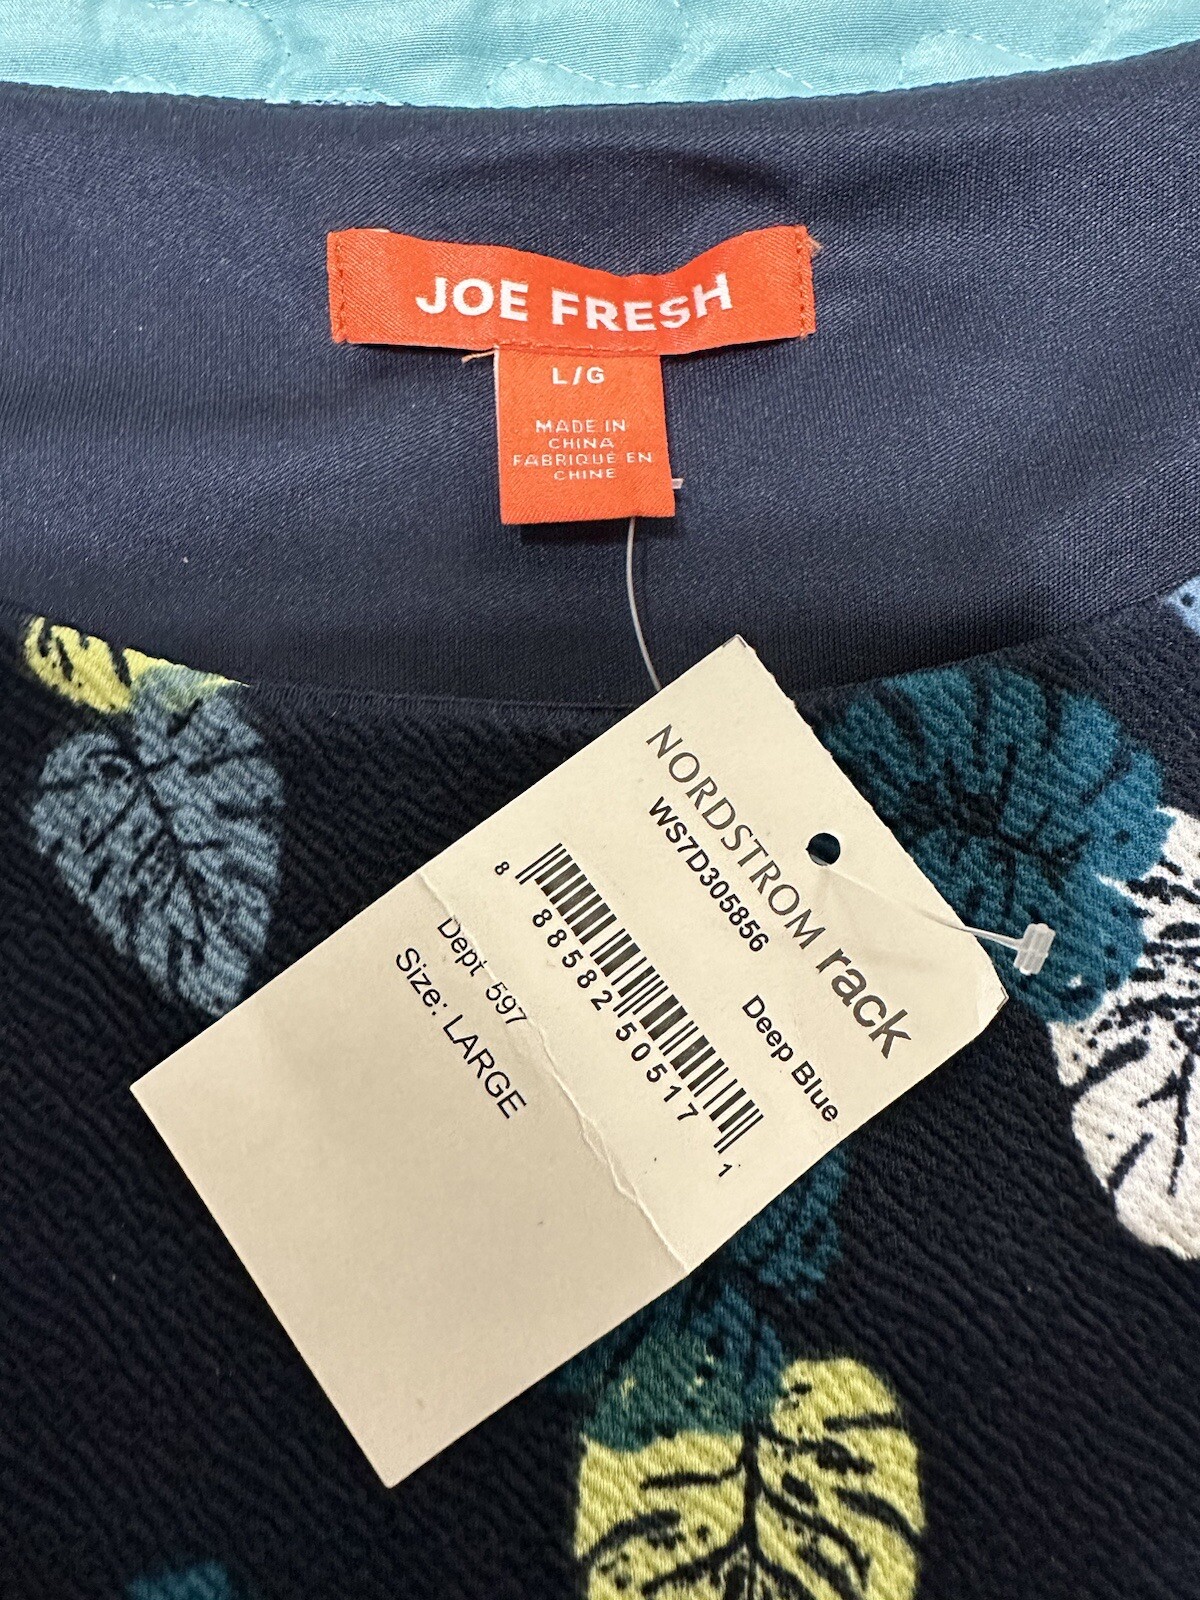 JOE FRESH
L/G
MADE IN
CHINA
FABRIQUÉ EN
CHINE
NORDSTROM rack
WS7D305856
Deep Blue
8 88582 50517 1
Dept 597
Size: LARGE